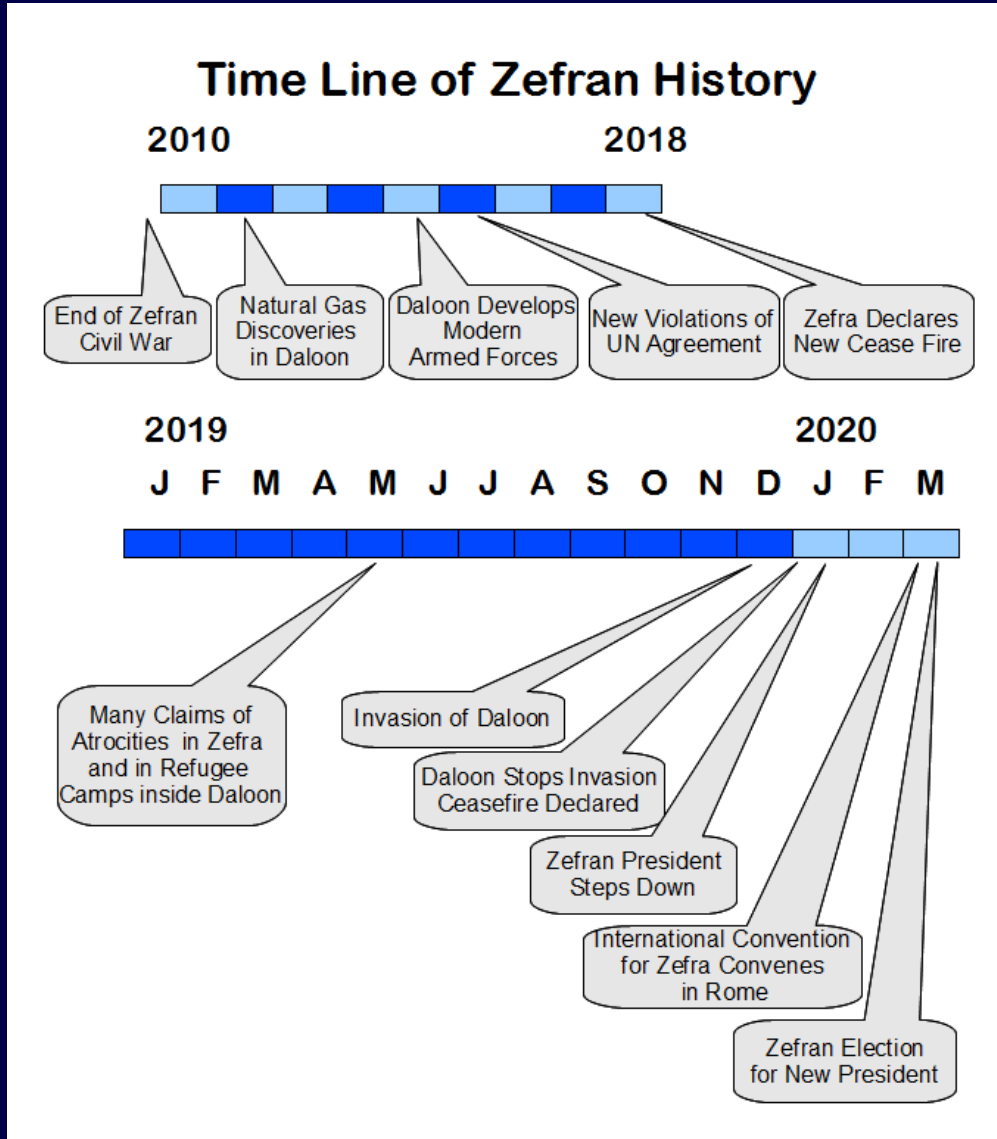 Time Line of Zefran History
2010 2018
End of Zefran
Civil War
Natural Gas
Discoveries
in Daloon
Daloon Develops
Modern
Armed Forces
New Violations of
UN Agreement
Zefra Declares
New Cease Fire
2019 2020
J F M A M J J A S O N D J F M
Many Claims of
Atrocities in Zefra
and in Refugee
Camps inside Daloon
Invasion of Daloon
Daloon Stops Invasion
Ceasefire Declared
Zefran President
Steps Down
International Convention
for Zefra Convenes
in Rome
Zefran Election
for New President